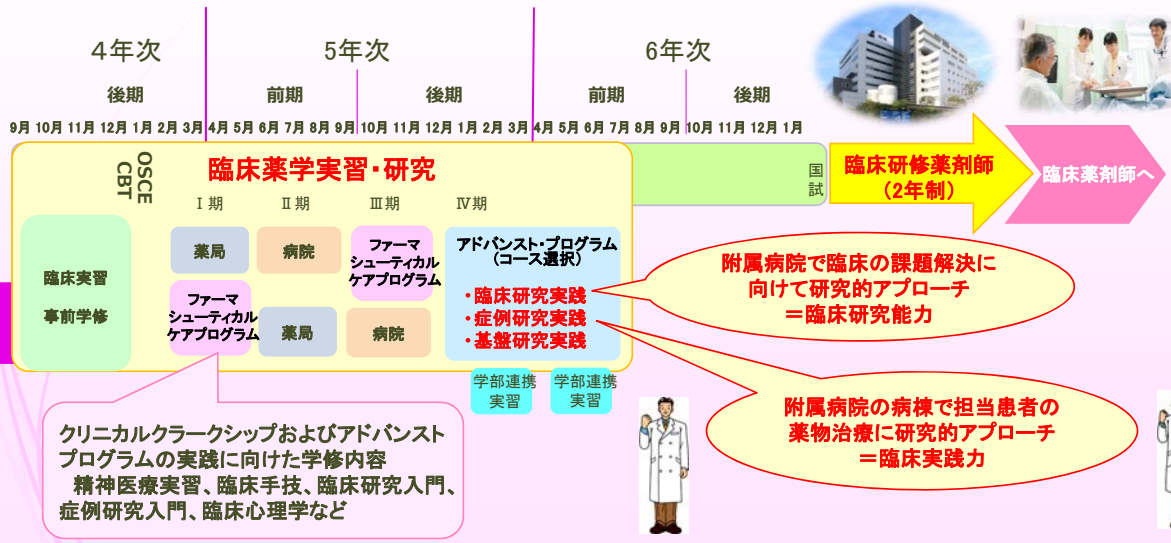 4年次
5年次
6年次
後期
前期
後期
前期
後期
9月 10月 11月 12月 1月 2月 3月 4月 5月 6月 7月 8月 9月 10月 11月 12月 1月 2月 3月 4月 5月 6月 7月 8月 9月 10月 11月 12月 1月
OSCE
CBT
臨床薬学実習・研究
国試
臨床研修薬剤師
(2年制)
臨床薬剤師へ
Ⅰ期
Ⅱ期
Ⅲ期
Ⅳ期
臨床実習
事前学修
薬局
病院
ファーマ
シューティカル
ケアプログラム
ファーマ
シューティカル
ケアプログラム
薬局
病院
アドバンスト・プログラム
(コース選択)
・臨床研究実践
・症例研究実践
・基盤研究実践
附属病院で臨床の課題解決に
向けて研究的アプローチ
＝臨床研究能力
学部連携
実習
学部連携
実習
附属病院の病棟で担当患者の
薬物治療に研究的アプローチ
＝臨床実践力
クリニカルクラークシップおよびアドバンスト
プログラムの実践に向けた学修内容
精神医療実習、臨床手技、臨床研究入門、
症例研究入門、臨床心理学など